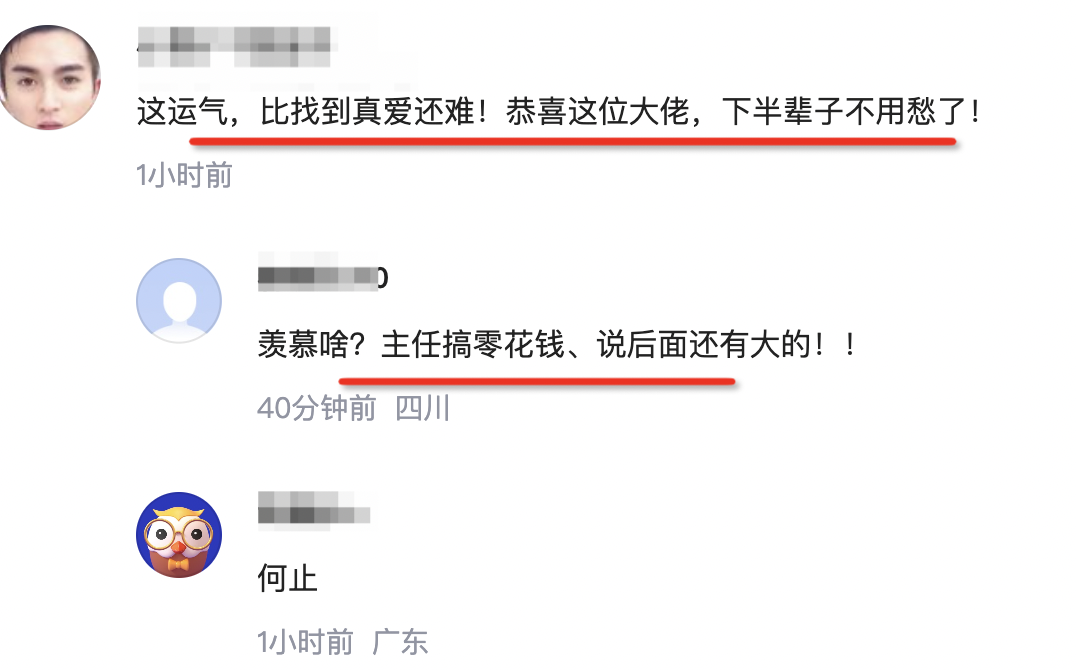 这运气，比找到真爱还难！恭喜这位大佬，下半辈子不用愁了！
1小时前
0
羡慕啥？主任搞零花钱、说后面还有大的！！
40分钟前 四川
何止
1小时前 广东